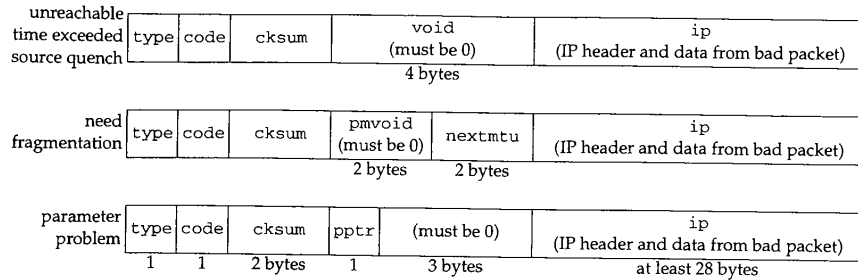 unreachable
time exceeded
source quench
type code cksum void ip
(must be 0) (IP header and data from bad packet)
4 bytes
need
fragmentation
type code cksum pmvoid nextmtu ip
(must be 0) (IP header and data from bad packet)
2 bytes 2 bytes
parameter
problem
type code cksum pptr (must be 0) ip
(IP header and data from bad packet)
1 1 2 bytes 1 3 bytes at least 28 bytes